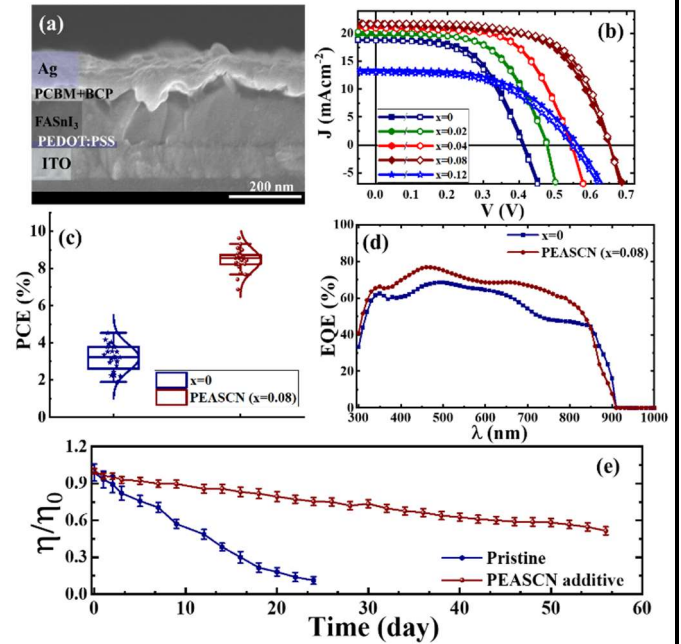 (a)
Ag
PCBM+BCP
FASnI3
PEDOT:PSS
ITO
200 nm
(b)
J (mAcm-2)
20
15
10
5
0
-5
x=0
x=0.02
x=0.04
x=0.08
x=0.12
0.0 0.1 0.2 0.3 0.4 0.5 0.6 0.7
V (V)
(c)
PCE (%)
10
8
6
4
2
0
x=0
PEASCN (x=0.08)
(d)
EQE (%)
100
80
60
40
20
0
x=0
PEASCN (x=0.08)
300 400 500 600 700 800 900 1000
λ (nm)
(e)
η/η0
1.2
0.9
0.6
0.3
0.0
Pristine
PEASCN additive
0 10 20 30 40 50 60
Time (day)